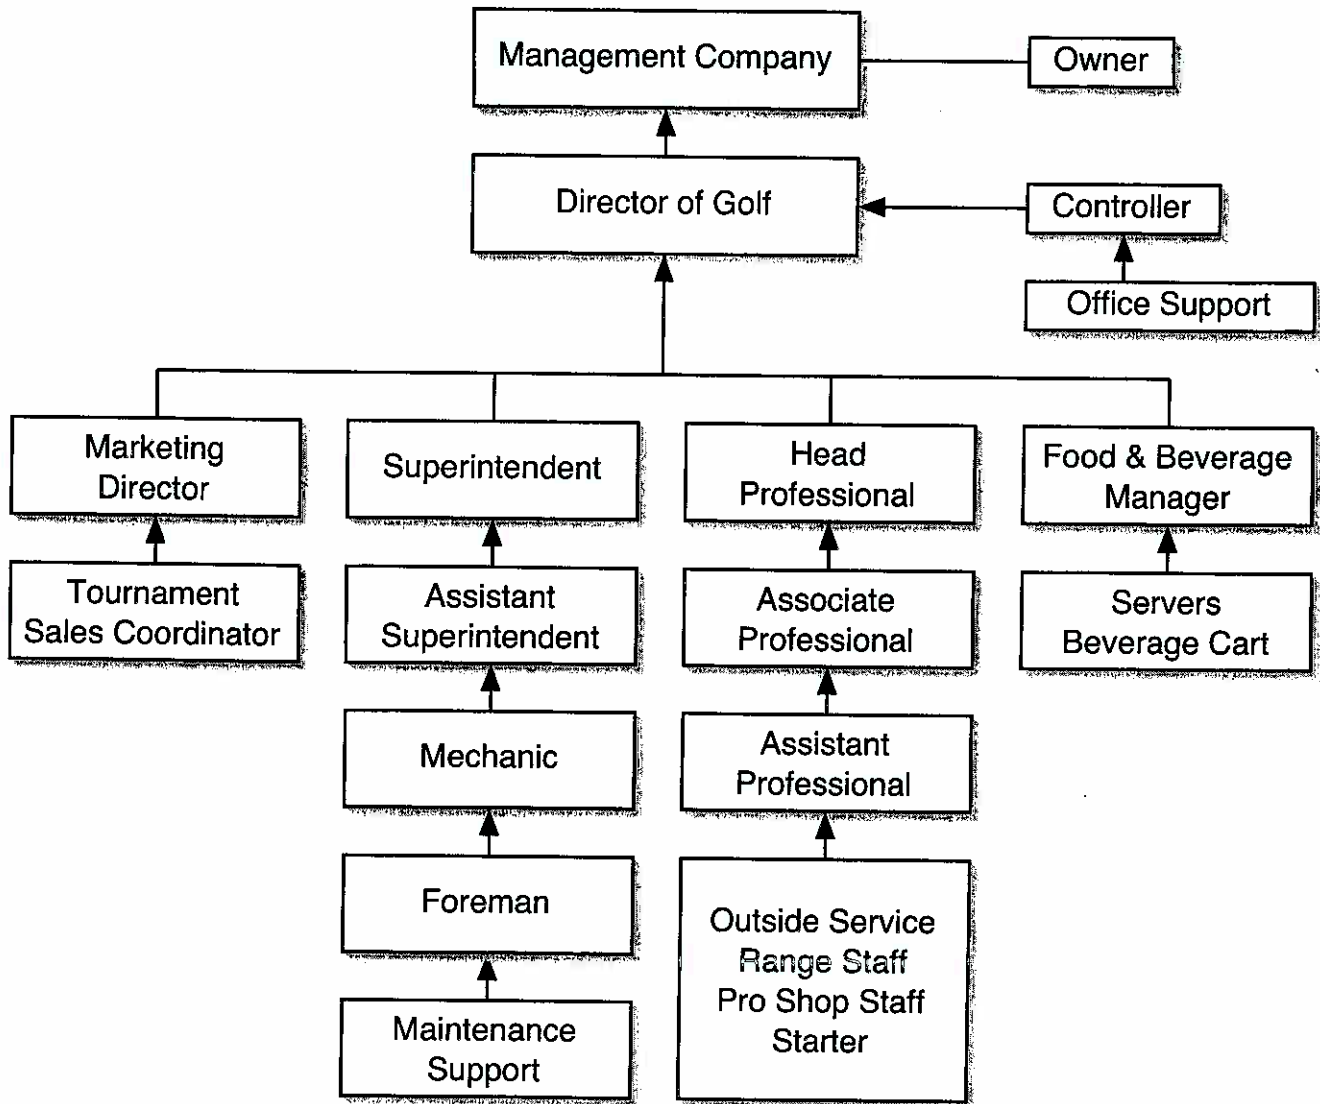 Management Company
Owner
Director of Golf
Controller
Office Support
Marketing
Director
Superintendent
Head
Professional
Food & Beverage
Manager
Tournament
Sales Coordinator
Assistant
Superintendent
Associate
Professional
Servers
Beverage Cart
Mechanic
Assistant
Professional
Foreman
Outside Service
Range Staff
Pro Shop Staff
Starter
Maintenance
Support